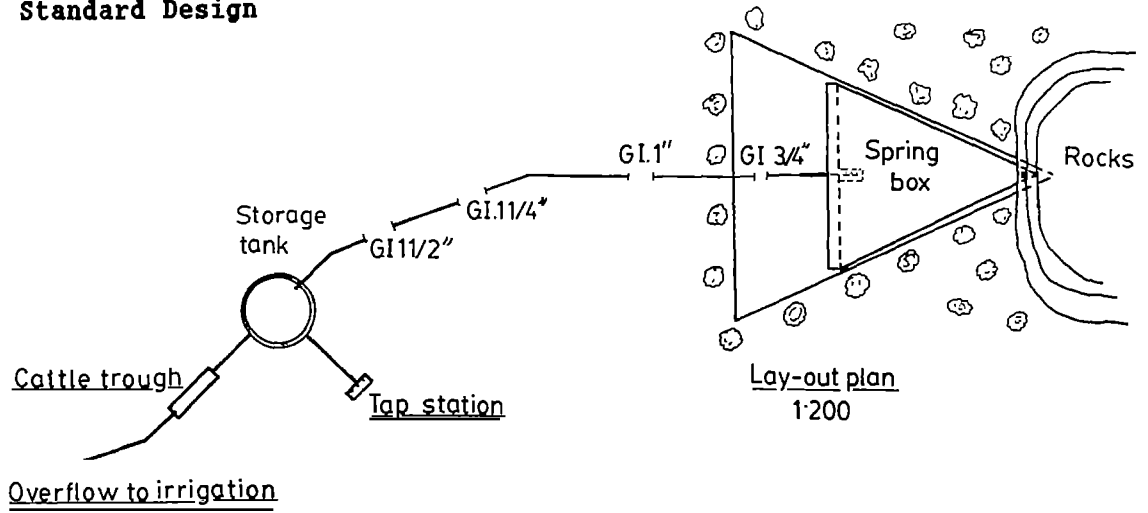 Standard Design
GI.1"
GI 3/4"
Spring
box
Rocks
GI.11/4"
GI11/2"
Storage
tank
Cattle trough
Tap station
Lay-out plan
1:200
Overflow to irrigation